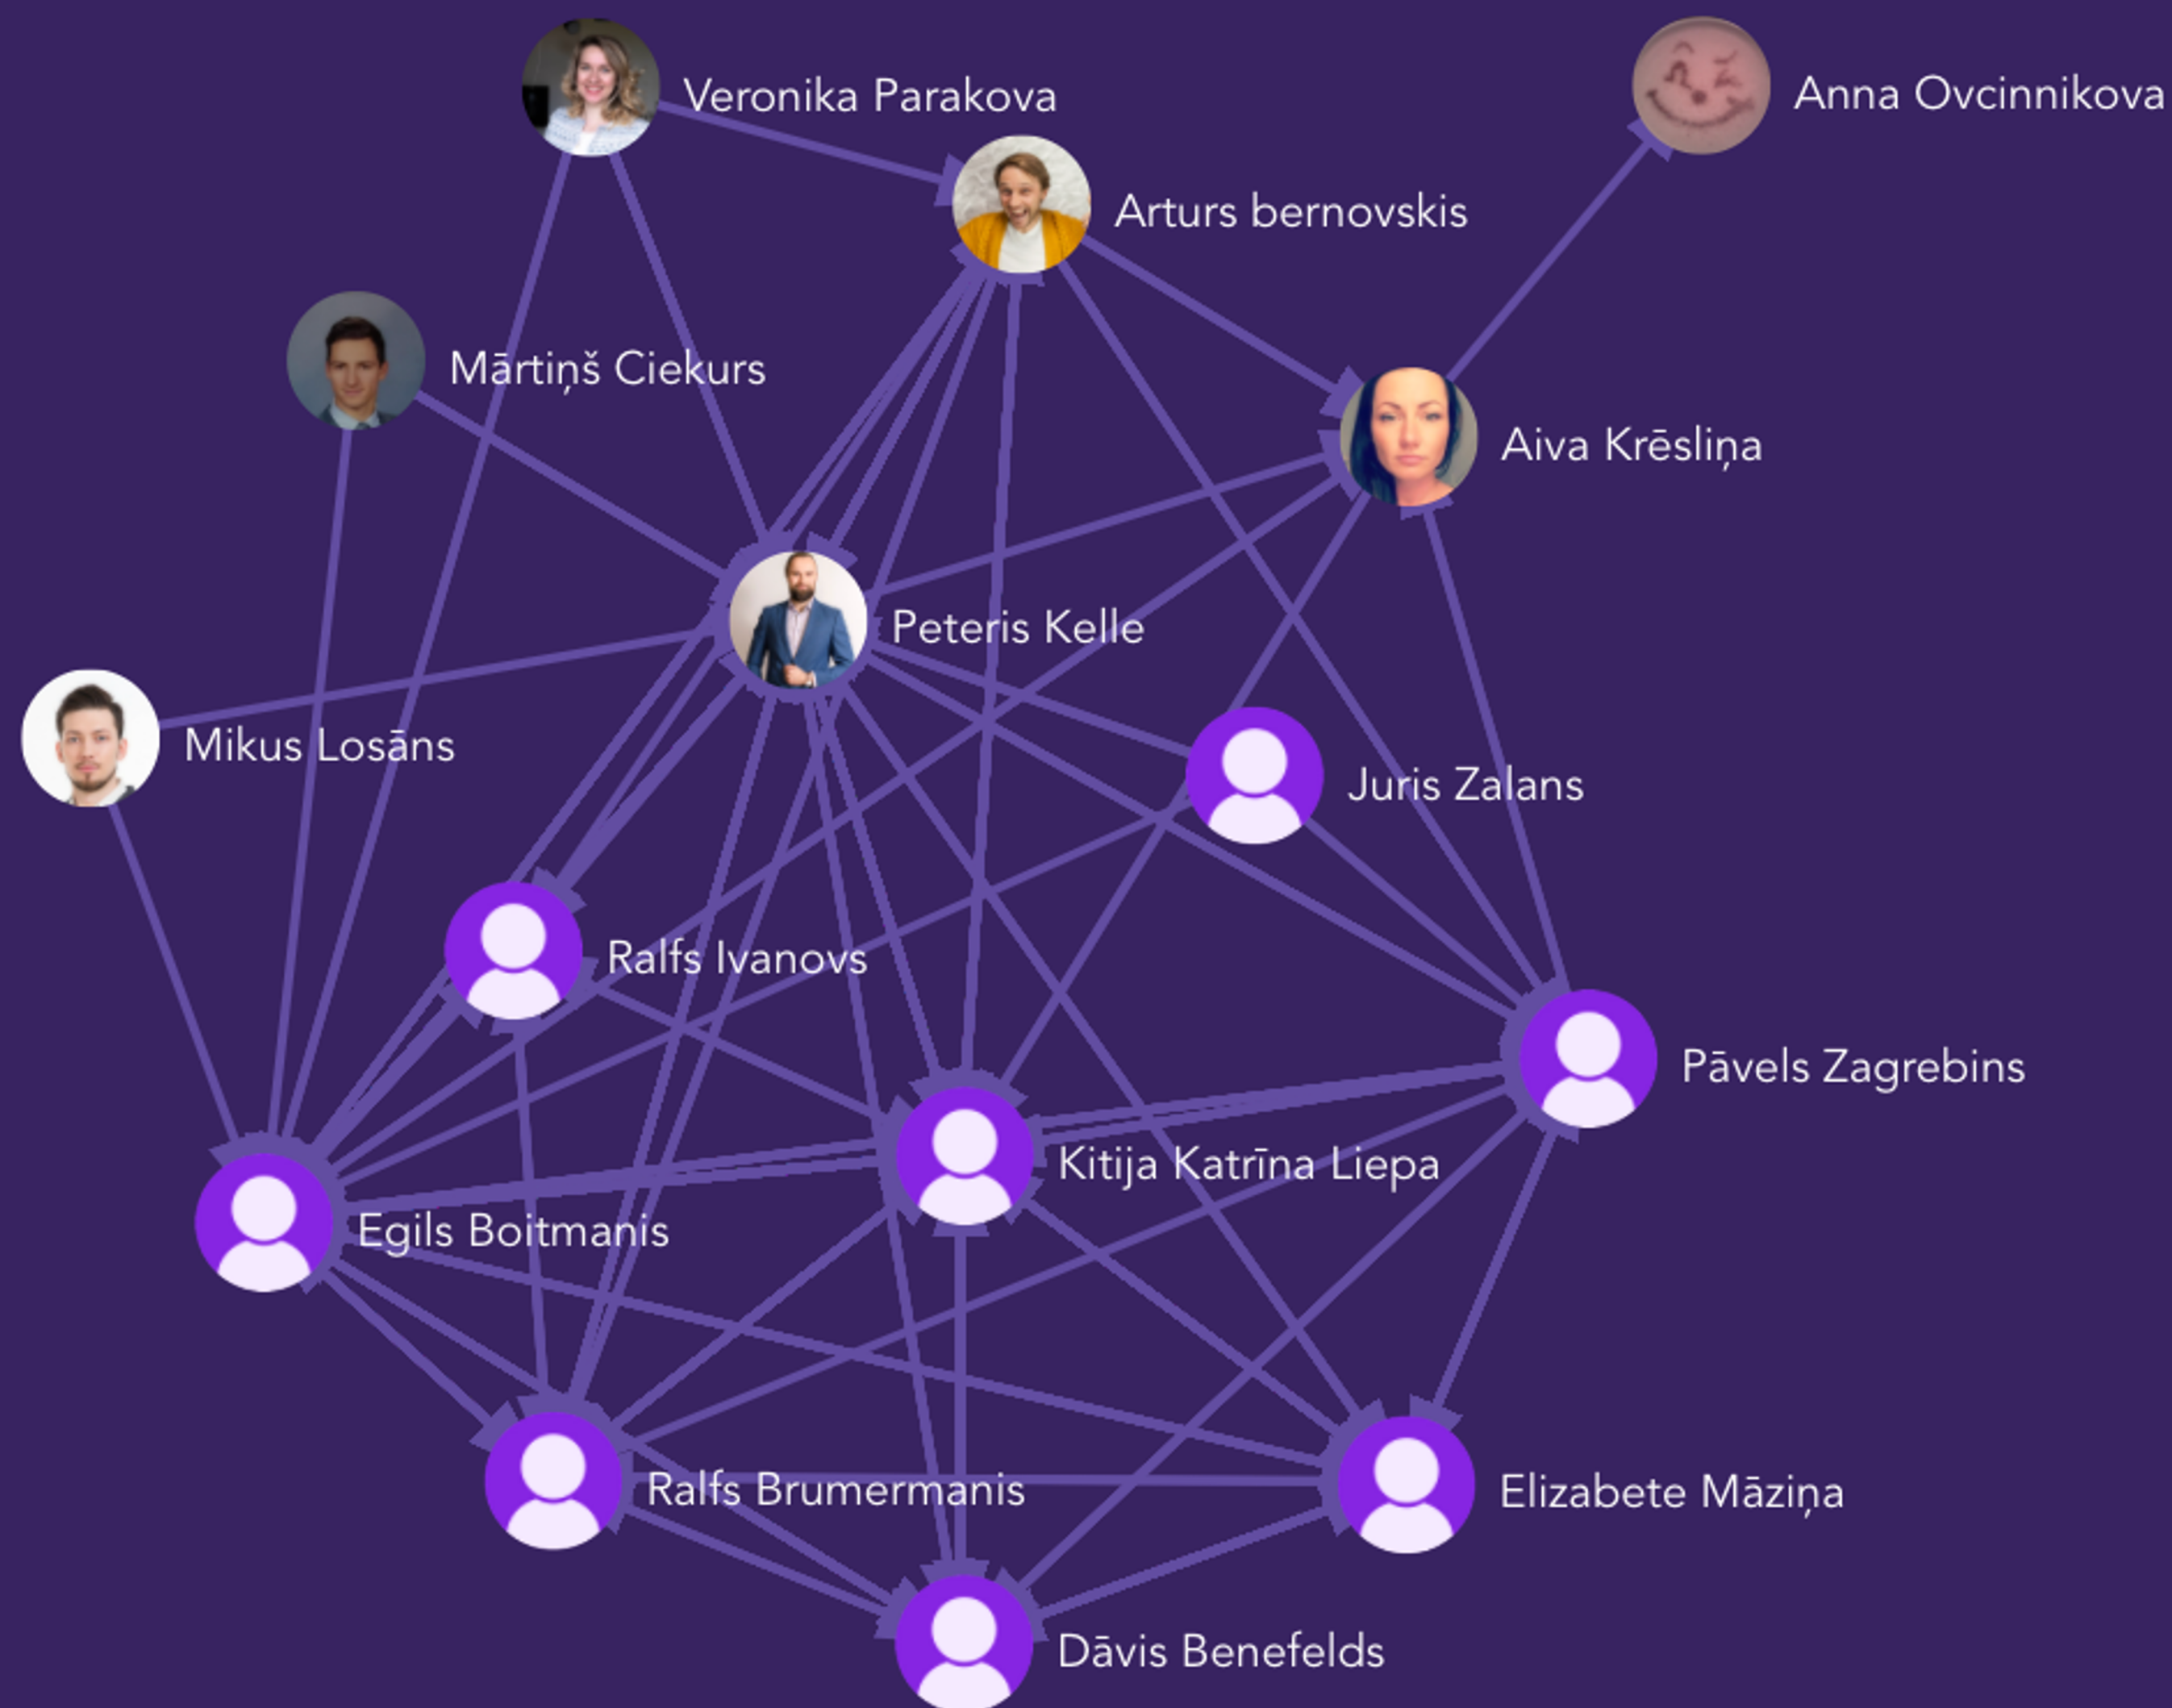 Veronika Parakova
Anna Ovcinnikova
Arturs bernovskis
Mārtiņš Ciekurs
Aiva Krēsliņa
Peteris Kelle
Mikus Losāns
Juris Zalans
Ralfs Ivanovs
Pāvels Zagrebins
Kitija Katrīna Liepa
Egils Boitmanis
Ralfs Brumermanis
Elizabete Māziņa
Dāvis Benefelds